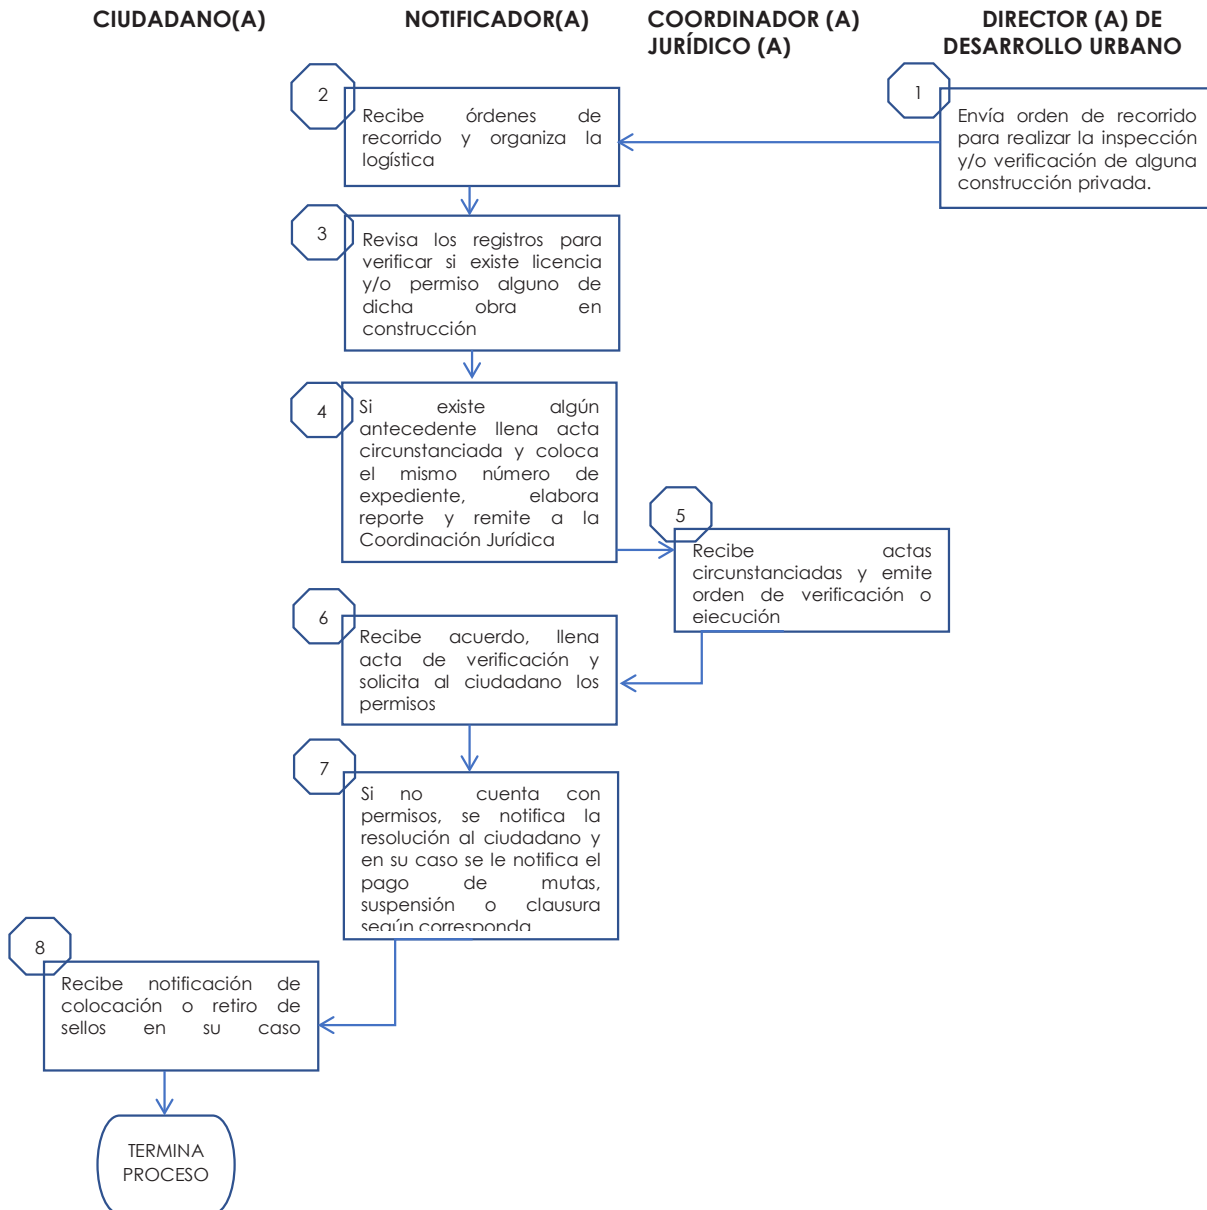 CIUDADANO(A)
NOTIFICADOR(A)
COORDINADOR (A)
JURÍDICO (A)
DIRECTOR (A) DE
DESARROLLO URBANO
1
Envía orden de recorrido
para realizar la inspección
y/o verificación de alguna
construcción privada.
2
Recibe órdenes de
recorrido y organiza la
logística
3
Revisa los registros para
verificar si existe licencia
y/o permiso alguno de
dicha obra en
construcción
4
Si existe algún
antecedente llena acta
circunstanciada y coloca
el mismo número de
expediente, elabora
reporte y remite a la
Coordinación Jurídica
5
Recibe actas
circunstanciadas y emite
orden de verificación o
ejecución
6
Recibe acuerdo, llena
acta de verificación y
solicita al ciudadano los
permisos
7
Si no cuenta con
permisos, se notifica la
resolución al ciudadano y
en su caso se le notifica el
pago de mutas,
suspensión o clausura
según corresponda
8
Recibe notificación de
colocación o retiro de
sellos en su caso
TERMINA
PROCESO